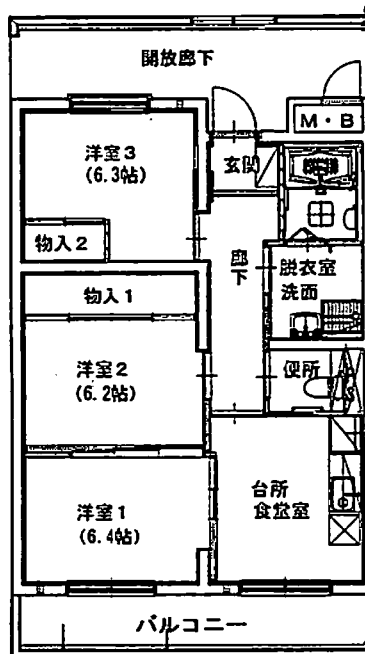 開放廊下
M・B
洋室3
(6.3帖)
玄関
物入2
廊下
脱衣室
洗面
物入1
洋室2
(6.2帖)
便所
洋室1
(6.4帖)
台所
食堂室
バルコニー